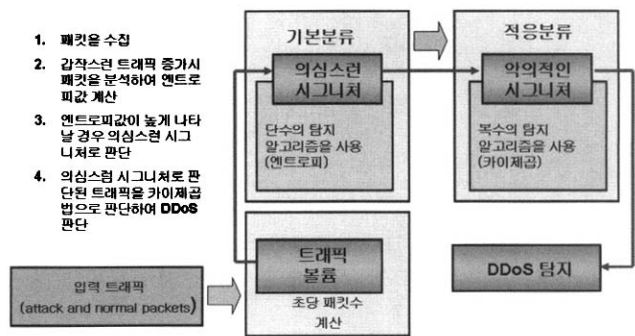 1. 패킷을 수집
2. 갑작스런 트래픽 증가시
패킷을 분석하여 엔트로
피값 계산
3. 엔트로피값이 높게 나타
날 경우 의심스런 시그
니처로 판단
4. 의심스럼 시그니쳐로 판
단된 트래픽을 카이제곱
법으로 판단하여 DDoS
판단
기본분류
의심스런
시그니처
단수의 탐지
알고리즘을 사용
(엔트로피)
적응분류
악의적인
시그니처
복수의 탐지
알고리즘을 사용
(카이제곱)
입력 트래픽
(attack and normal packets)
트래픽
볼륨
초당 패킷수
계산
DDoS 탐지